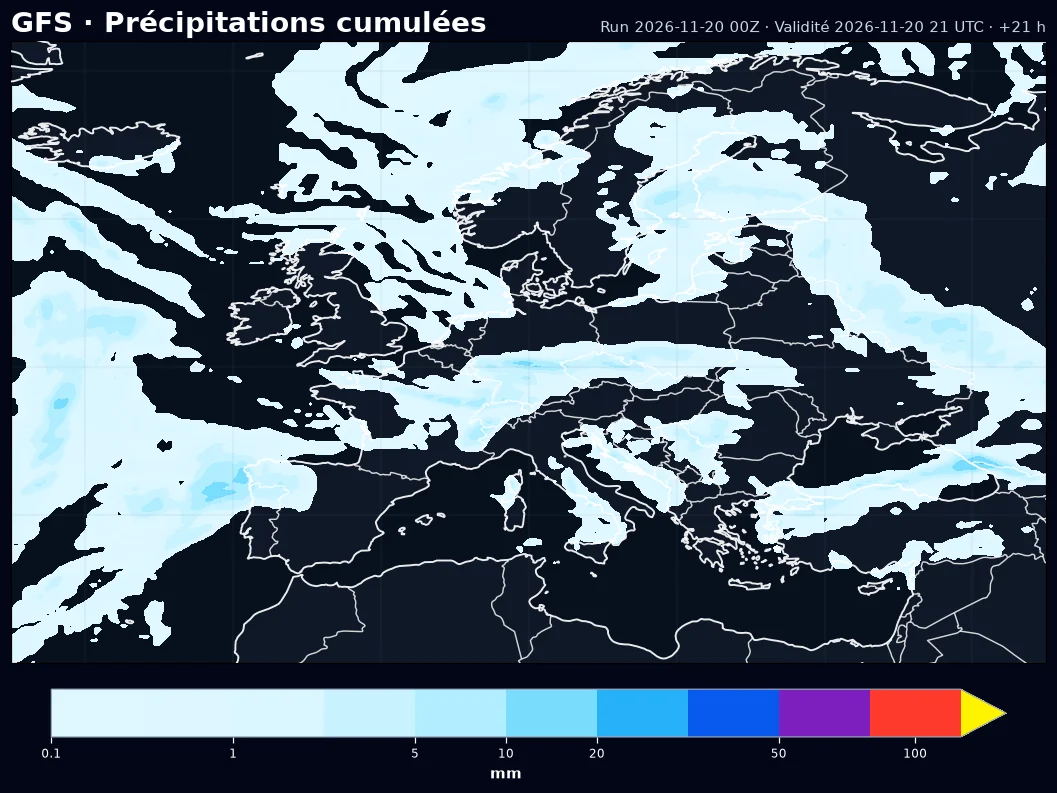 GFS · Précipitations cumulées
Run 2026-11-20 00Z · Validité 2026-11-20 21 UTC · +21 h
0.1 1 5 10 20 50 100
mm